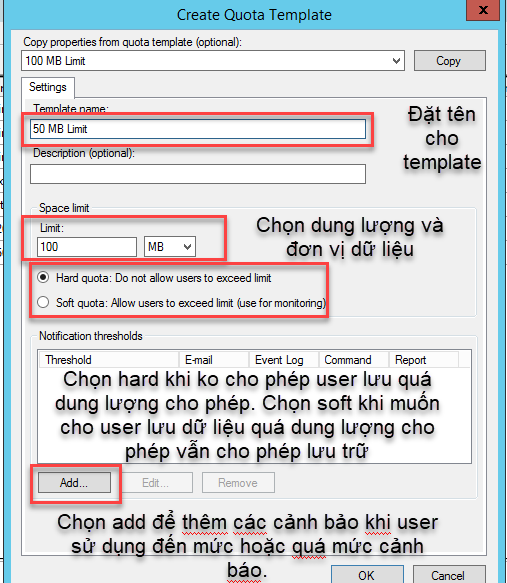 Create Quota Template
x
Copy properties from quota template (optional):
100 MB Limit
Copy
Settings
Template name:
50 MB Limit
Đặt tên
cho
template
Description (optional):
Space limit
Limit:
100
MB
Chọn dung lượng và
đơn vị dữ liệu
Hard quota: Do not allow users to exceed limit
Soft quota: Allow users to exceed limit (use for monitoring)
Notification thresholds
Threshold E-mail Event Log Command Report
Chọn hard khi ko cho phép user lưu quá
dung lượng cho phép. Chọn soft khi muốn
cho user lưu dữ liệu quá dung lượng cho
phép vẫn cho phép lưu trữ
Add... Edit... Remove
Chọn add để thêm các cảnh bảo khi user
sử dụng đến mức hoặc quá mức cảnh
báo.
OK Cancel